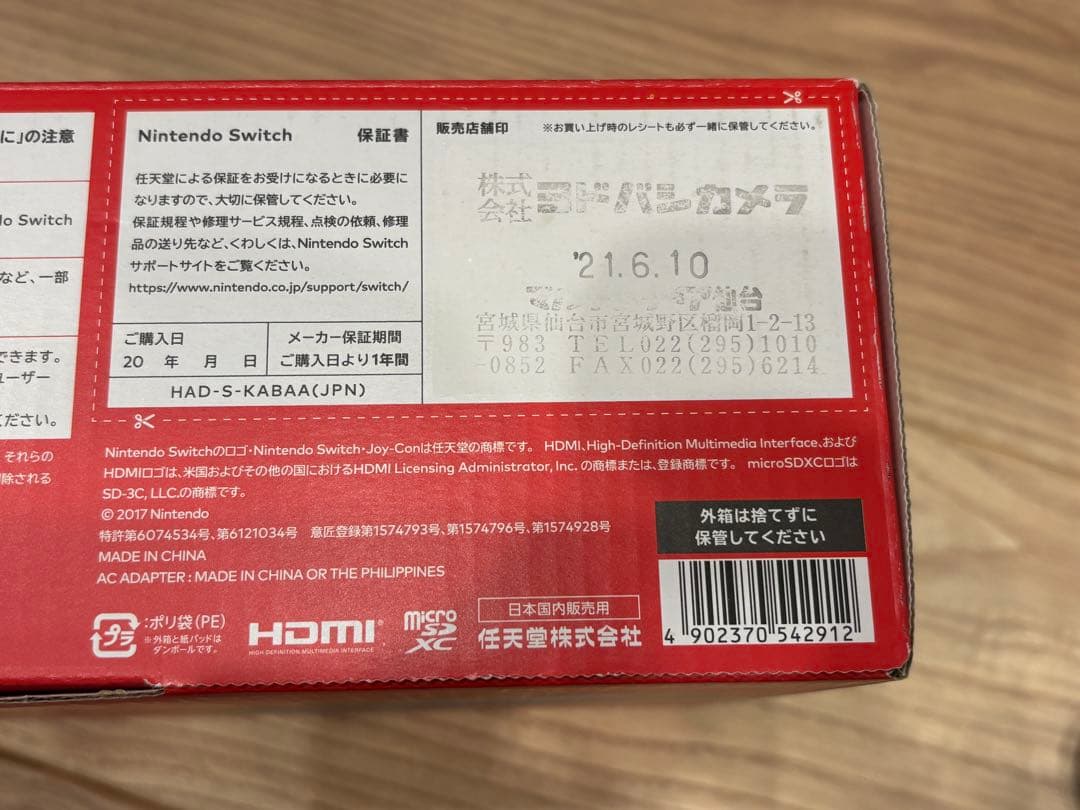 に」の注意
do Switch
など、一部
できます。
ユーザー
ください。
それらの
除される
Nintendo Switch 保証書
任天堂による保証をお受けになるときに必要に
なりますので、大切に保管してください。
保証規程や修理サービス規程、点検の依頼、修理
品の送り先など、くわしくは、Nintendo Switch
サポートサイトをご覧ください。
https://www.nintendo.co.jp/support/switch/
ご購入日
20 年 月 日
メーカー保証期間
ご購入日より1年間
HAD-S-KABAA(JPN)
販売店舗印 ※お買い上げ時のレシートも必ず一緒に保管してください。
株式会社 ヨドバシカメラ
'21.6.10
仙台
宮城県仙台市宮城野区榴岡1-2-13
〒983 TEL022(295)1010
-0852 FAX022(295)6214
Nintendo Switchのロゴ・Nintendo Switch・Joy-Conは任天堂の商標です。 HDMI、High-Definition Multimedia Interface、および
HDMIロゴは、米国およびその他の国におけるHDMI Licensing Administrator, Inc. の商標または、登録商標です。 microSDXCロゴは
SD-3C, LLC.の商標です。
© 2017 Nintendo
特許第6074534号、第6121034号 意匠登録第1574793号、第1574796号、第1574928号
MADE IN CHINA
AC ADAPTER : MADE IN CHINA OR THE PHILIPPINES
外箱は捨てずに
保管してください
プラ
:ポリ袋(PE)
※外箱と紙パッドは
ダンボールです。
HDMI
HIGH DEFINITION MULTIMEDIA INTERFACE
micro
SD
XC
日本国内販売用
任天堂株式会社
4 902370 542912